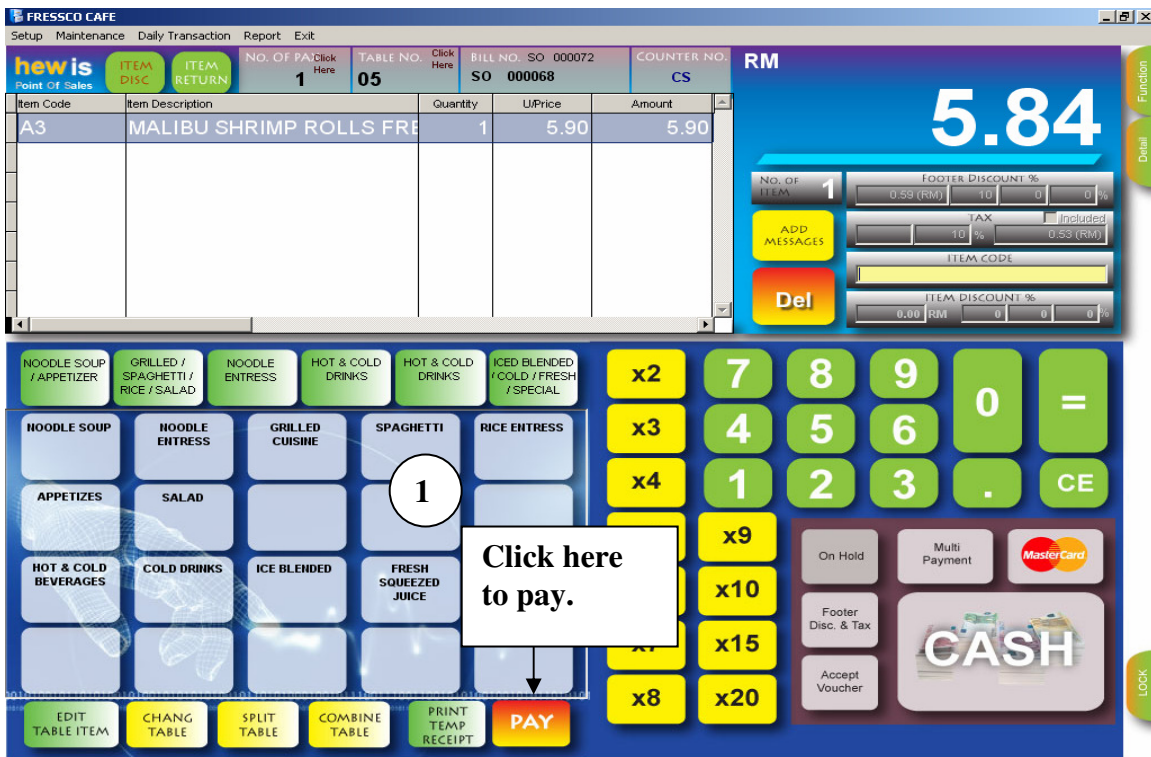 FRESSCO CAFE
Setup Maintenance Daily Transaction Report Exit
hew is
Point Of Sales
ITEM
DISC
ITEM
RETURN
NO. OF PAX
Click
Here
1
TABLE NO.
Click
Here
05
BILL NO. SO 000072
SO 000068
COUNTER NO.
CS
RM
5.84
Function
Detail
Item Code Item Description Quantity U/Price Amount
A3 MALIBU SHRIMP ROLLS FRE 1 5.90 5.90
NO. OF
ITEM 1
FOOTER DISCOUNT %
0.59 (RM) 10 0 0 %
ADD
MESSAGES
TAX Included
10 % 0.53 (RM)
ITEM CODE
Del
ITEM DISCOUNT %
0.00 RM 0 0 0 %
NOODLE SOUP
/ APPETIZER
GRILLED /
SPAGHETTI /
RICE / SALAD
NOODLE
ENTRESS
HOT & COLD
DRINKS
HOT & COLD
DRINKS
ICED BLENDED
/ COLD / FRESH
/ SPECIAL
NOODLE SOUP
NOODLE
ENTRESS
GRILLED
CUISINE
SPAGHETTI
RICE ENTRESS
APPETIZES
SALAD
1
HOT & COLD
BEVERAGES
COLD DRINKS
ICE BLENDED
FRESH
SQUEEZED
JUICE
Click here
to pay.
EDIT
TABLE ITEM
CHANG
TABLE
SPLIT
TABLE
COMBINE
TABLE
PRINT
TEMP
RECEIPT
PAY
x2
x3
x4
x7
x8
x9
x10
x15
x20
7 8 9
4 5 6
1 2 3
0 =
. CE
On Hold
Multi
Payment
MasterCard
Footer
Disc. & Tax
Accept
Voucher
CASH
LOCK